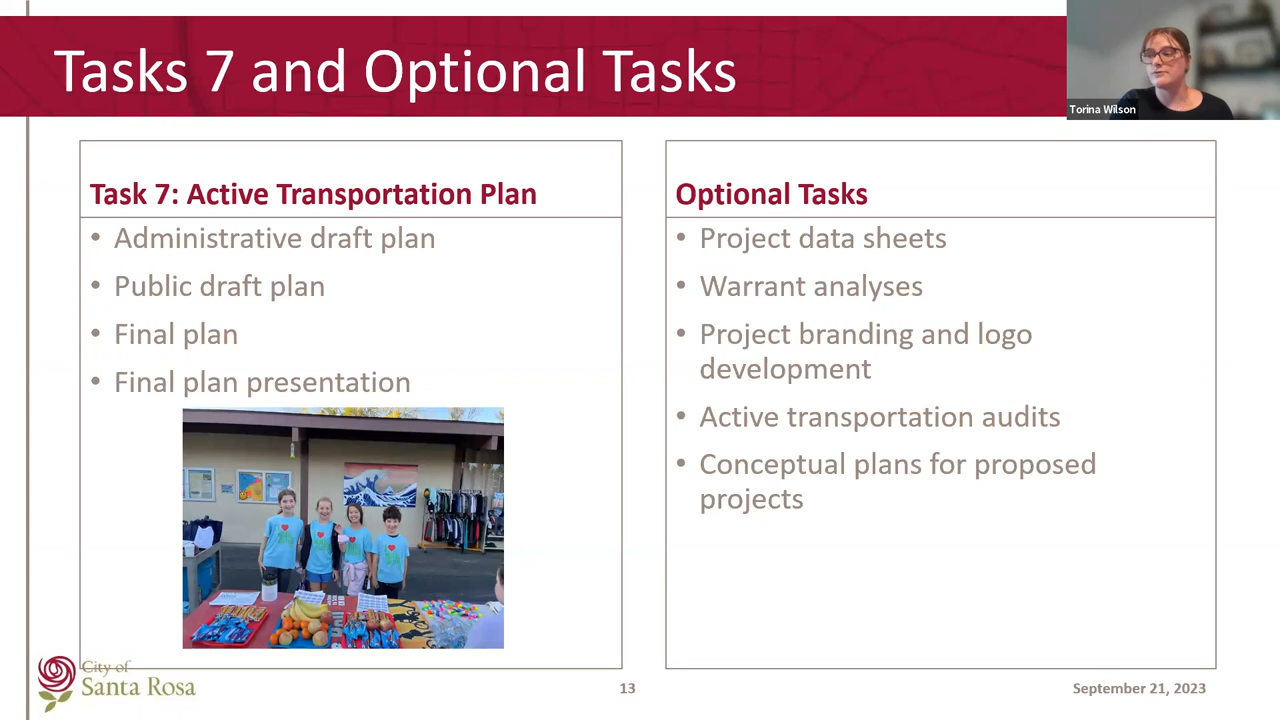 Tasks 7 and Optional Tasks
Torina Wilson
Task 7: Active Transportation Plan
• Administrative draft plan
• Public draft plan
• Final plan
• Final plan presentation
Optional Tasks
• Project data sheets
• Warrant analyses
• Project branding and logo
development
• Active transportation audits
• Conceptual plans for proposed
projects
City of
Santa Rosa
13
September 21, 2023